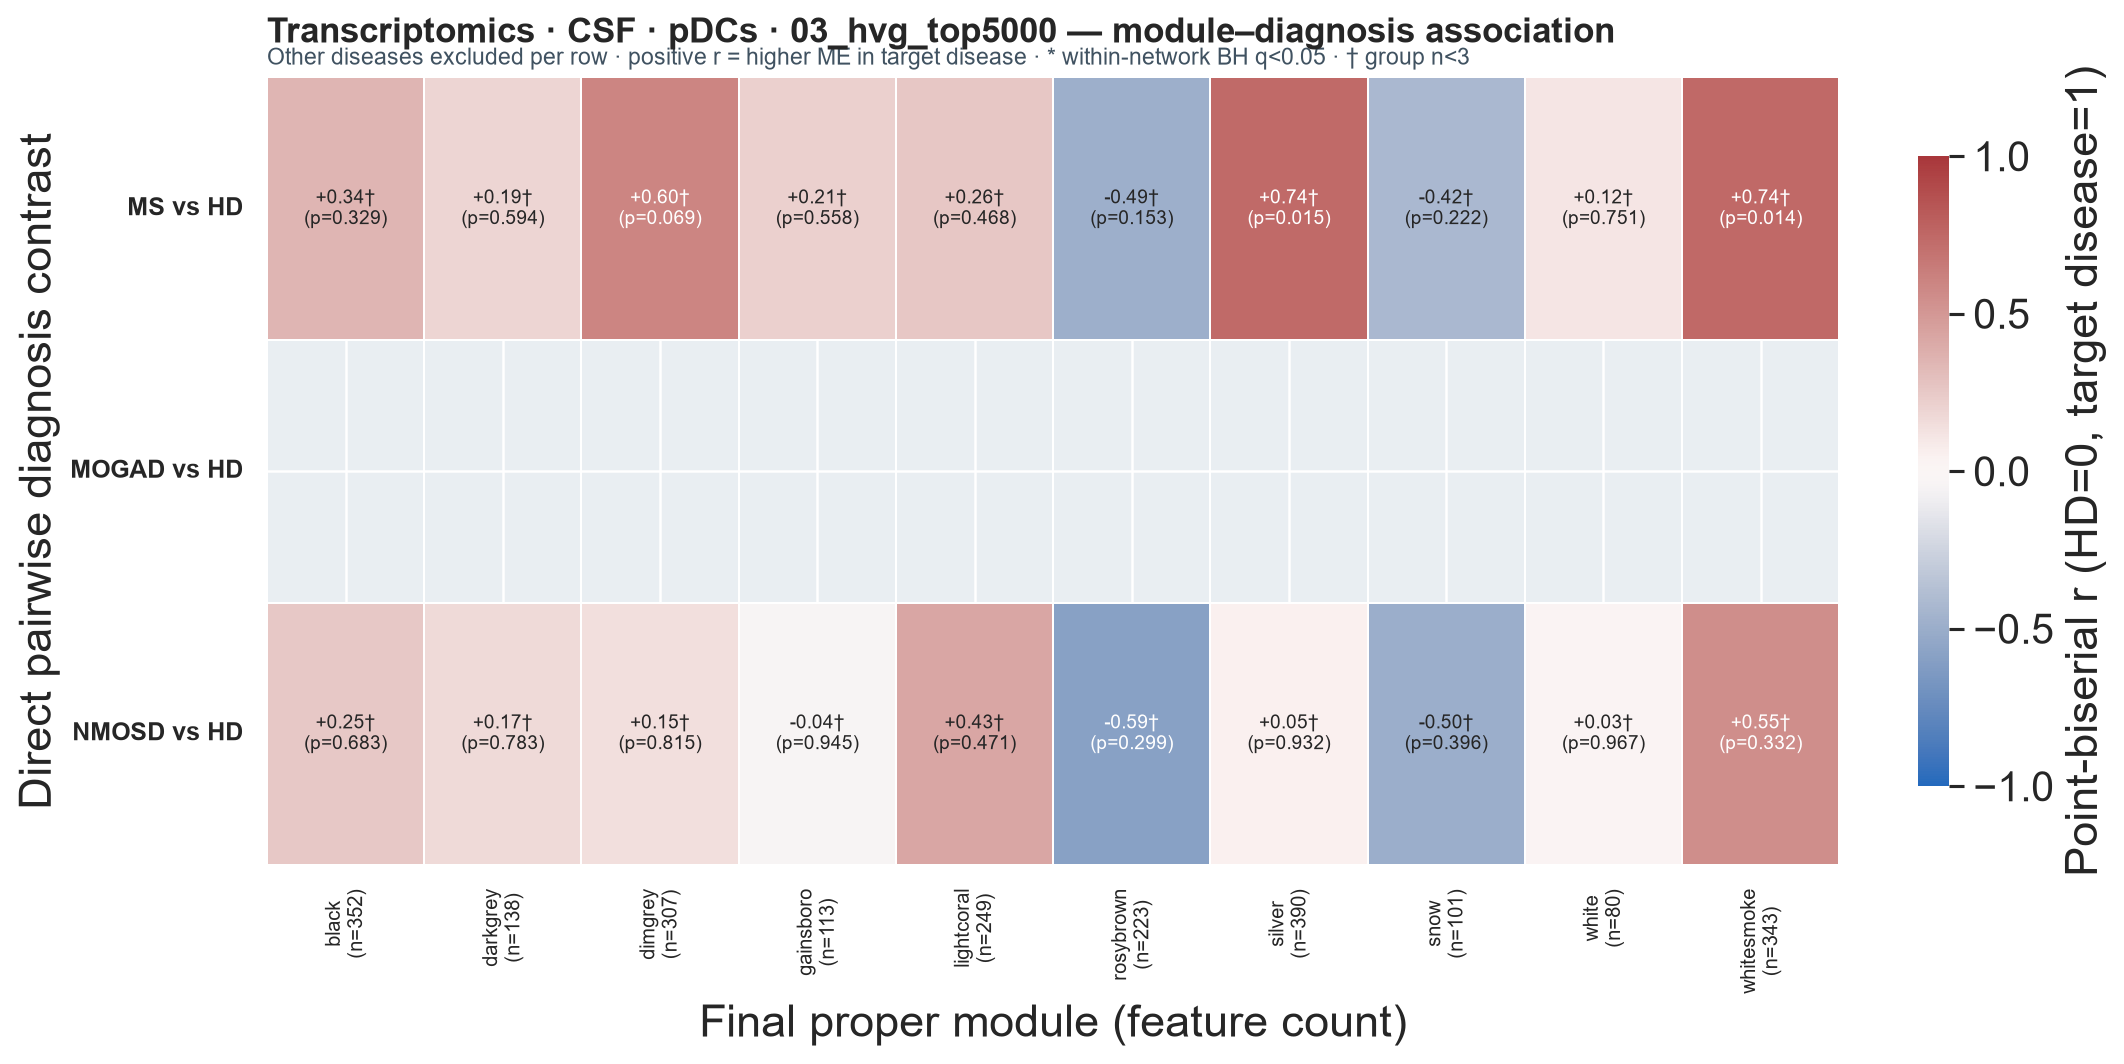 Transcriptomics · CSF · pDCs · 03_hvg_top5000 — module–diagnosis association
Other diseases excluded per row · positive r = higher ME in target disease · * within-network BH q<0.05 · † group n<3
Direct pairwise diagnosis contrast
MS vs HD
+0.34†
(p=0.329)
+0.19†
(p=0.594)
+0.60†
(p=0.069)
+0.21†
(p=0.558)
+0.26†
(p=0.468)
-0.49†
(p=0.153)
+0.74†
(p=0.015)
-0.42†
(p=0.222)
+0.12†
(p=0.751)
+0.74†
(p=0.014)
MOGAD vs HD
NMOSD vs HD
+0.25†
(p=0.683)
+0.17†
(p=0.783)
+0.15†
(p=0.815)
-0.04†
(p=0.945)
+0.43†
(p=0.471)
-0.59†
(p=0.299)
+0.05†
(p=0.932)
-0.50†
(p=0.396)
+0.03†
(p=0.967)
+0.55†
(p=0.332)
black
(n=352)
darkgrey
(n=138)
dimgrey
(n=307)
gainsboro
(n=113)
lightcoral
(n=249)
rosybrown
(n=223)
silver
(n=390)
snow
(n=101)
white
(n=80)
whitesmoke
(n=343)
Final proper module (feature count)
1.0
0.5
0.0
−0.5
−1.0
Point-biserial r (HD=0, target disease=1)